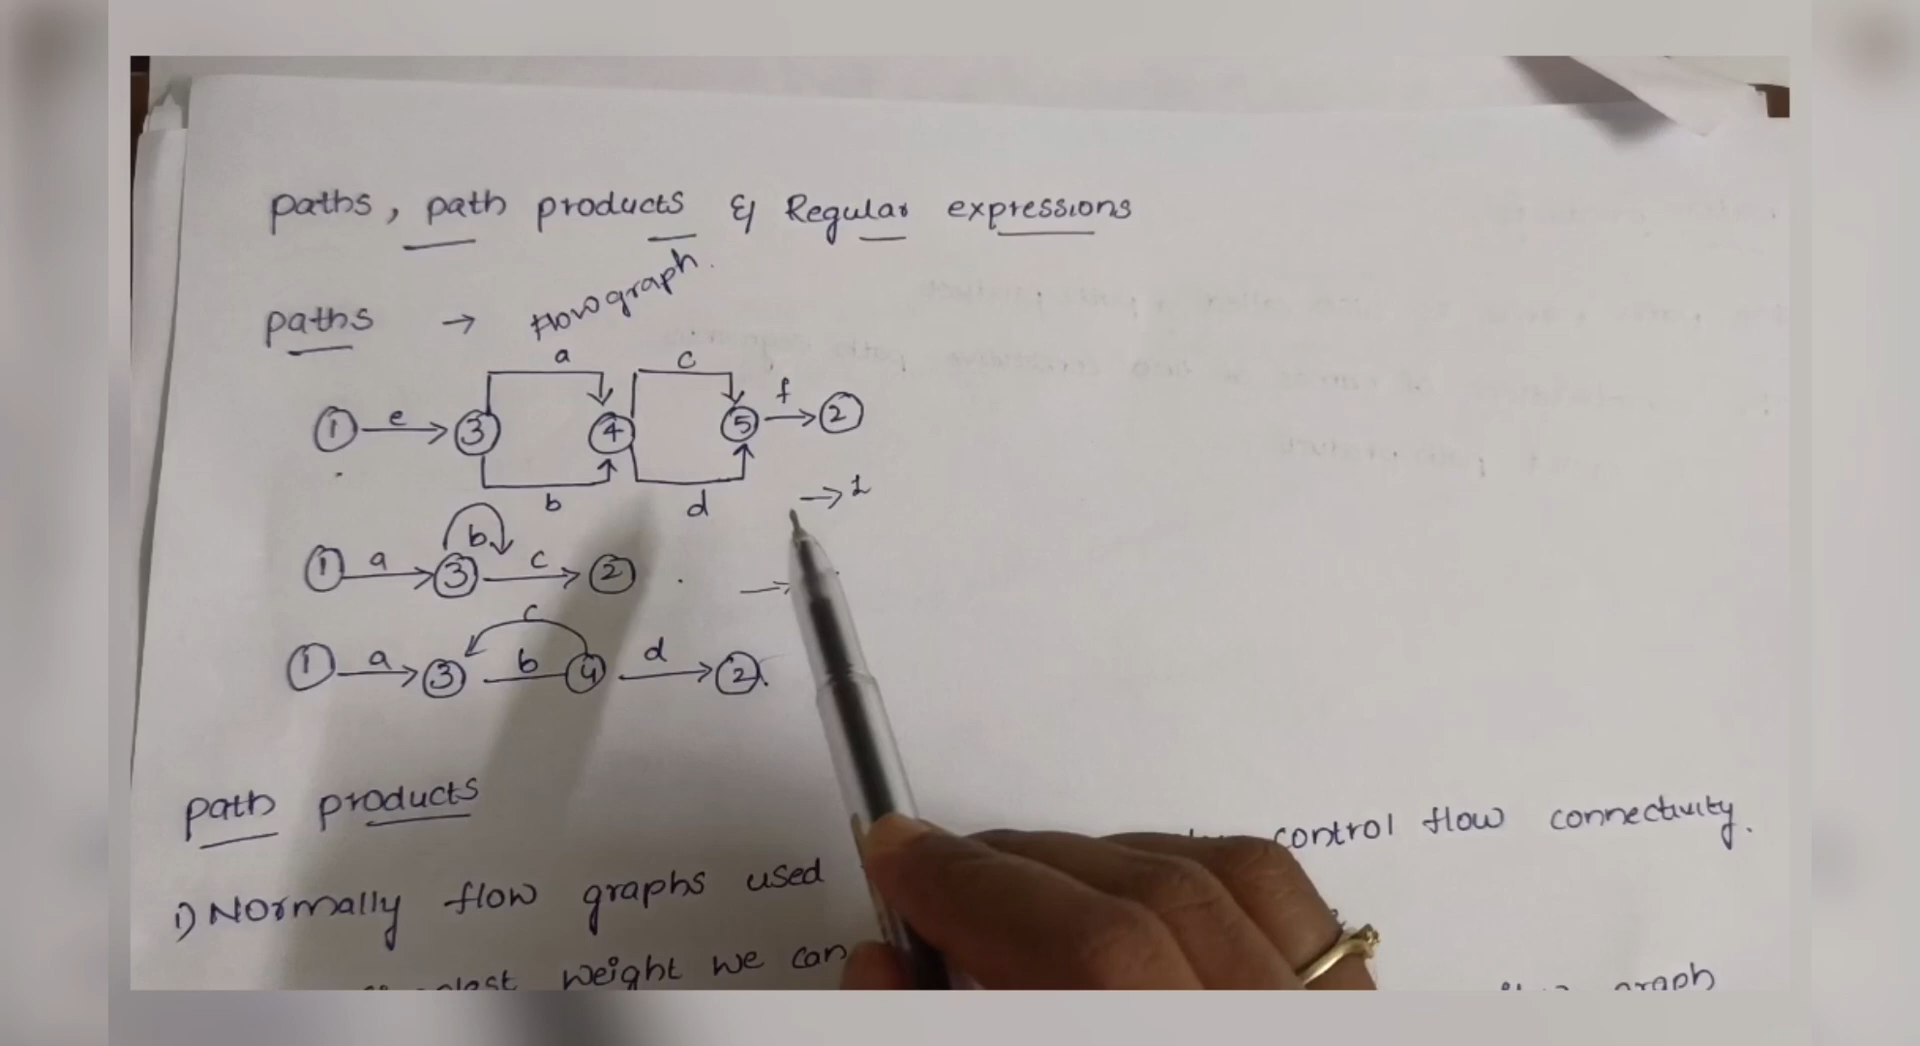 paths, path products & Regular expressions
paths → flowgraph.
a c
① e ③ ④ ⑤ f ②
b d
→ 1
b
① a ③ c ②
c
① a ③ b ④ d ②
path products
1) Normally flow graphs used control flow connectivity.
weight we can graph